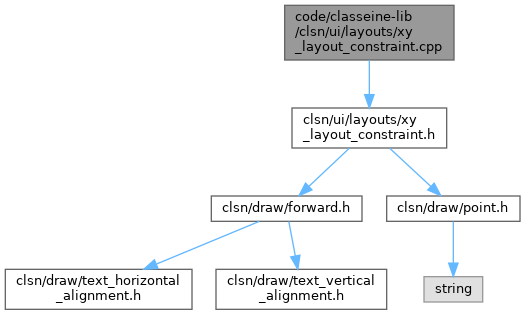 code/classeine-lib
/clsn/ui/layouts/xy
_layout_constraint.cpp
clsn/ui/layouts/xy
_layout_constraint.h
clsn/draw/forward.h
clsn/draw/point.h
clsn/draw/text_horizontal
_alignment.h
clsn/draw/text_vertical
_alignment.h
string